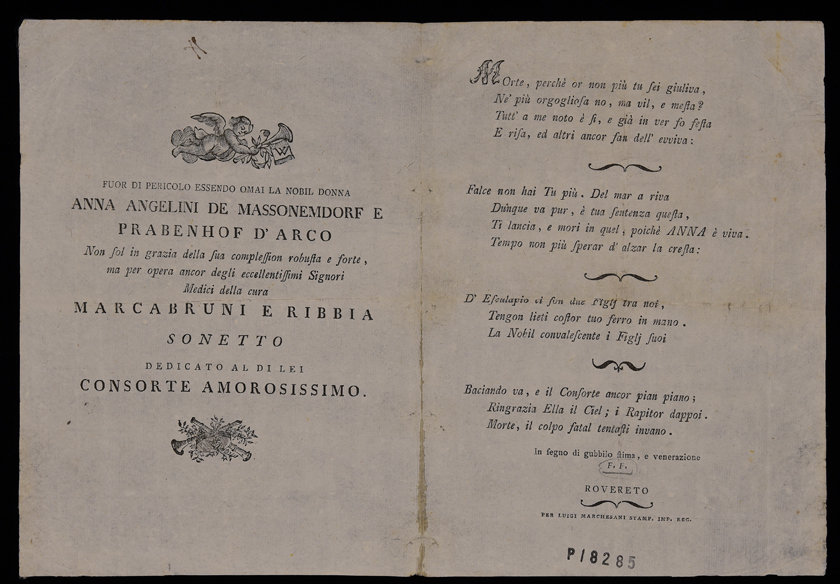 FUOR DI PERICOLO ESSENDO OMAI LA NOBIL DONNA
ANNA ANGELINI DE MASSONEMDORF E
PRABENHOF D' ARCO
Non ſol in grazia della ſua compleſſion robuſta e forte,
ma per opera ancor degli eccellentiſſimi Signori
Medici della cura
MARCABRUNI E RIBBIA
SONETTO
DEDICATO AL DI LEI
CONSORTE AMOROSISSIMO.
MOrte, perchè or non più tu ſei giuliva,
Ne' più orgoglioſa no, ma vil, e meſta?
Tutt' a me noto è ſi, e già in ver ſo feſta
E riſa, ed altri ancor fan dell' evviva:
Falce non hai Tu più. Del mar a riva
Dunque va pur, è tua ſentenza queſta,
Ti lancia, e mori in quel, poichè ANNA è viva.
Tempo non più ſperar d' alzar la creſta:
D' Eſculapio ci ſon due Figlj tra noi,
Tengon lieti coſtor tuo ferro in mano.
La Nobil convaleſcente i Figlj ſuoi
Baciando va, e il Conſorte ancor pian piano;
Ringrazia Ella il Ciel; i Rapitor dappoi.
Morte, il colpo fatal tentaſti invano.
In ſegno di gubbilo ſtima, e venerazione
F. F.
ROVERETO
PER LUIGI MARCHESANI STAMP. IMP. REG.
P18285